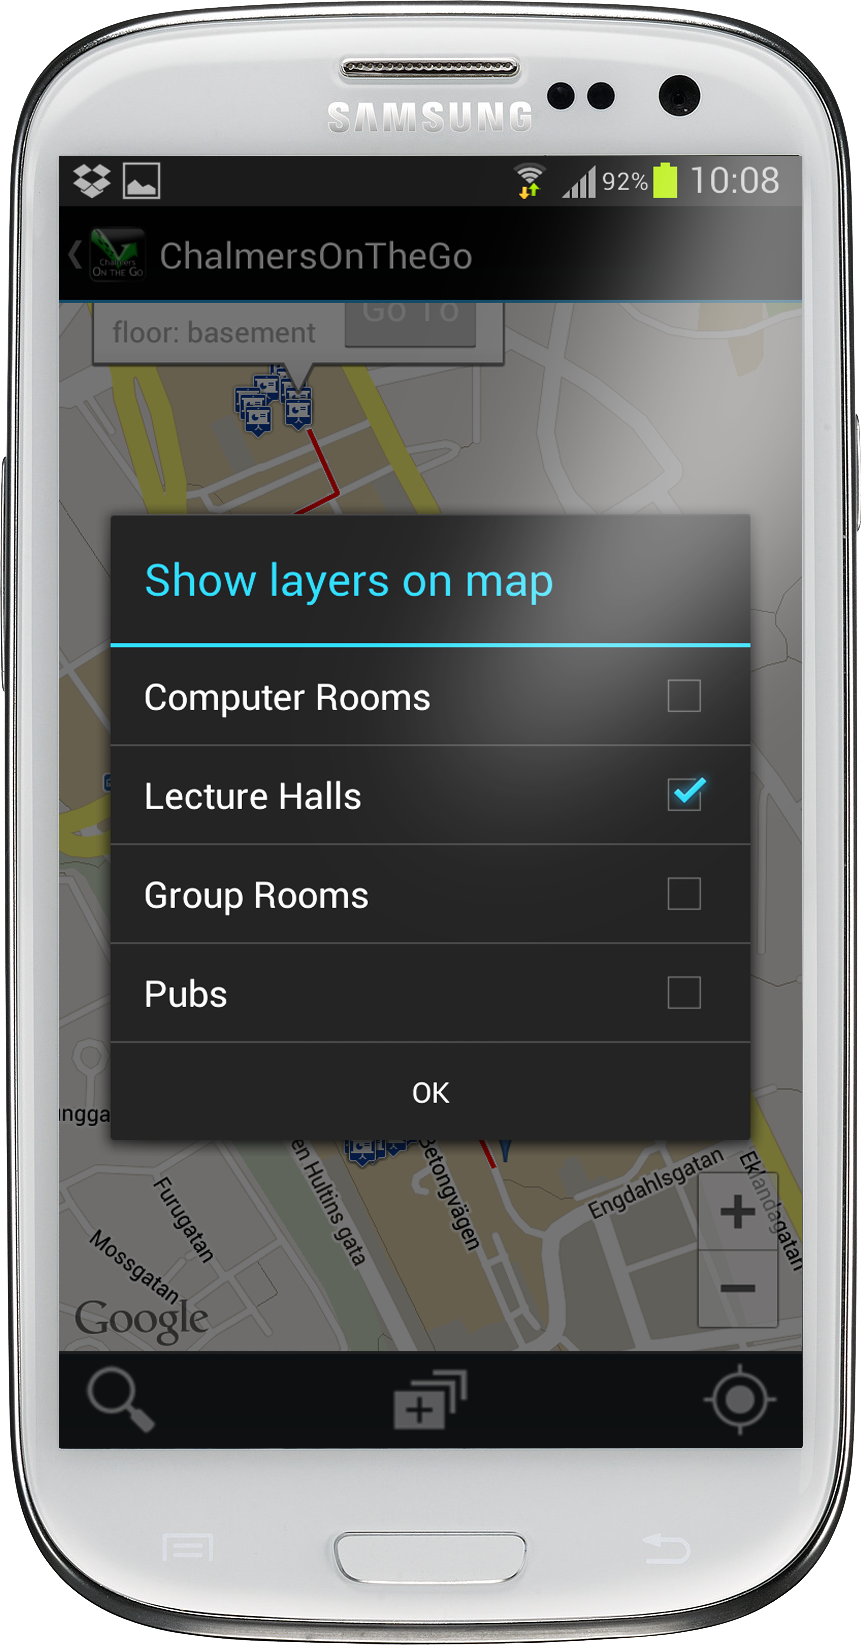 SAMSUNG
92% 10:08
Chalmers
ON THE GO
ChalmersOnTheGo
Go To
floor: basement
Show layers on map
Computer Rooms
Lecture Halls
Group Rooms
Pubs
OK
ungga
en Hultins gata
Betongvägen
Engdahlsgatan
Eklandagatan
Furugatan
Mossgatan
+
−
Google